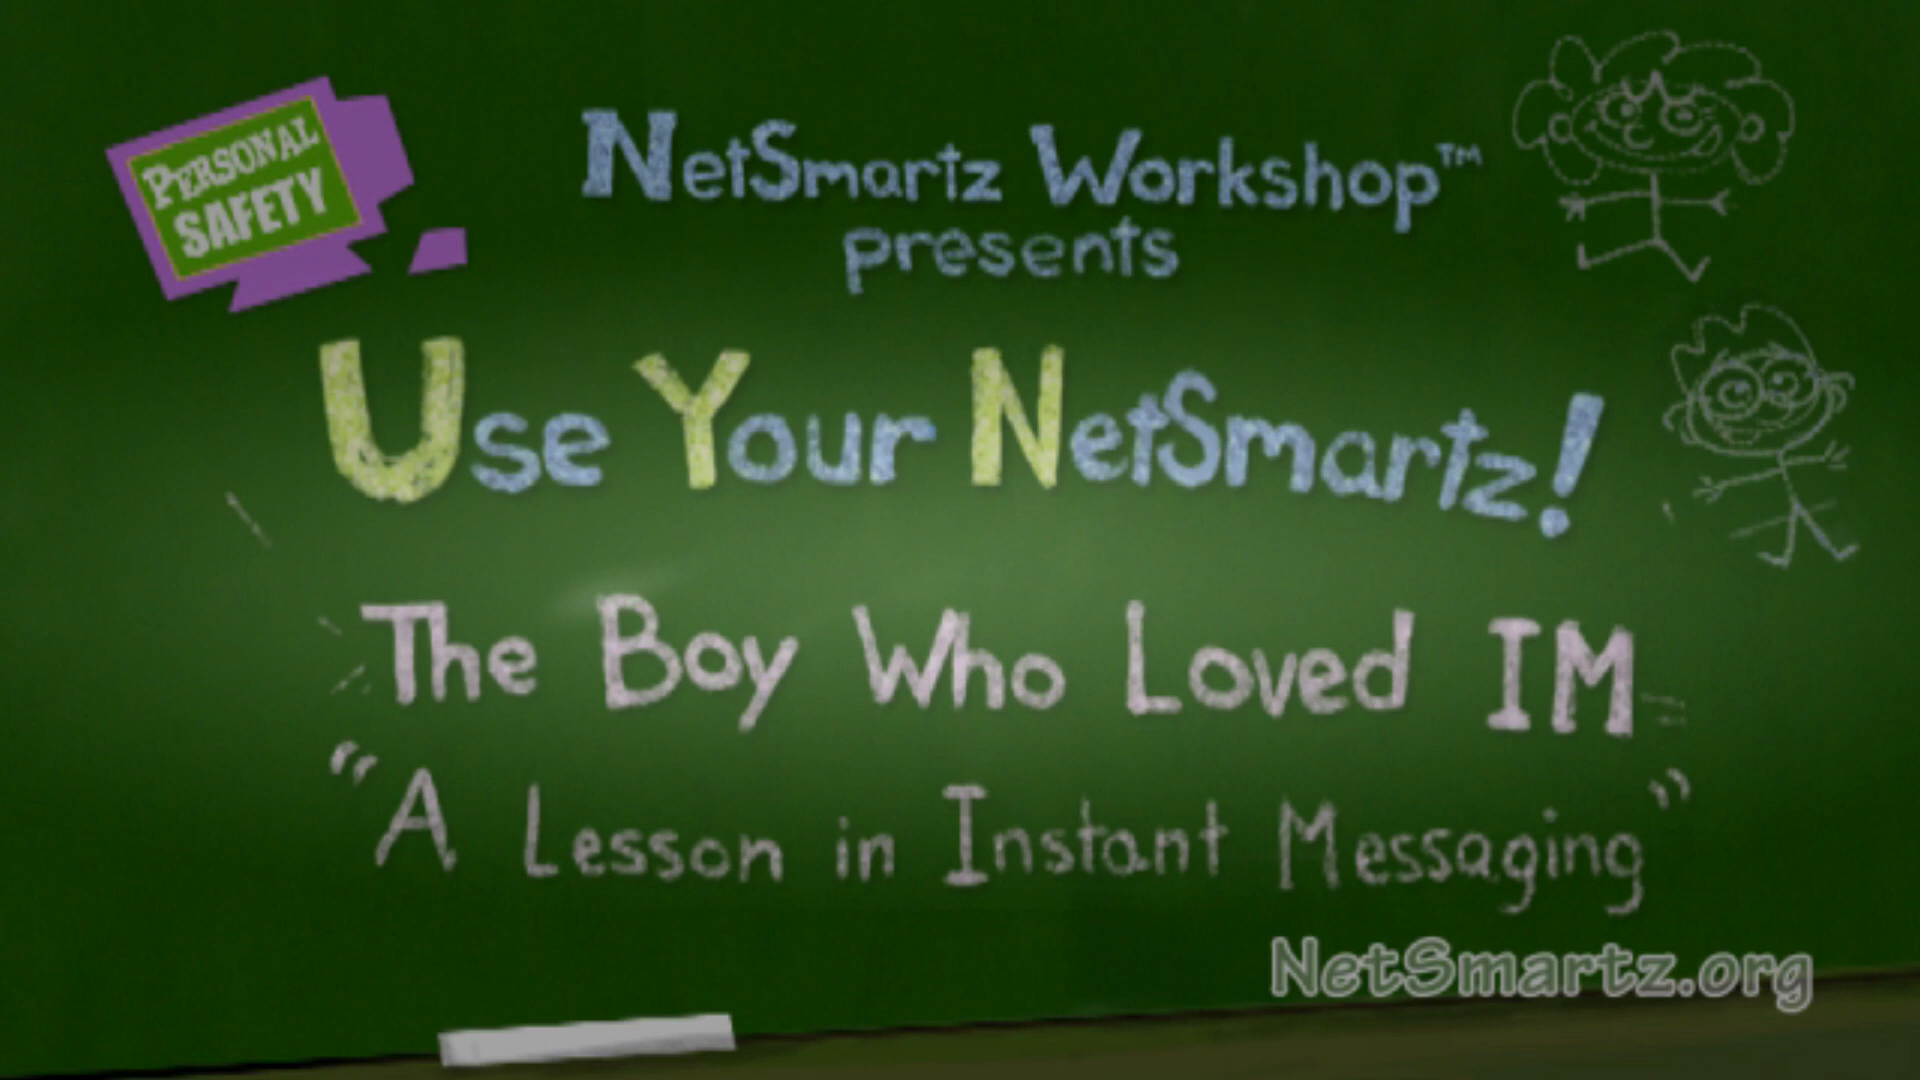 PERSONAL
SAFETY
NetSmartz Workshop™
presents
Use Your NetSmartz!
The Boy Who Loved IM
"A Lesson in Instant Messaging"
NetSmartz.org